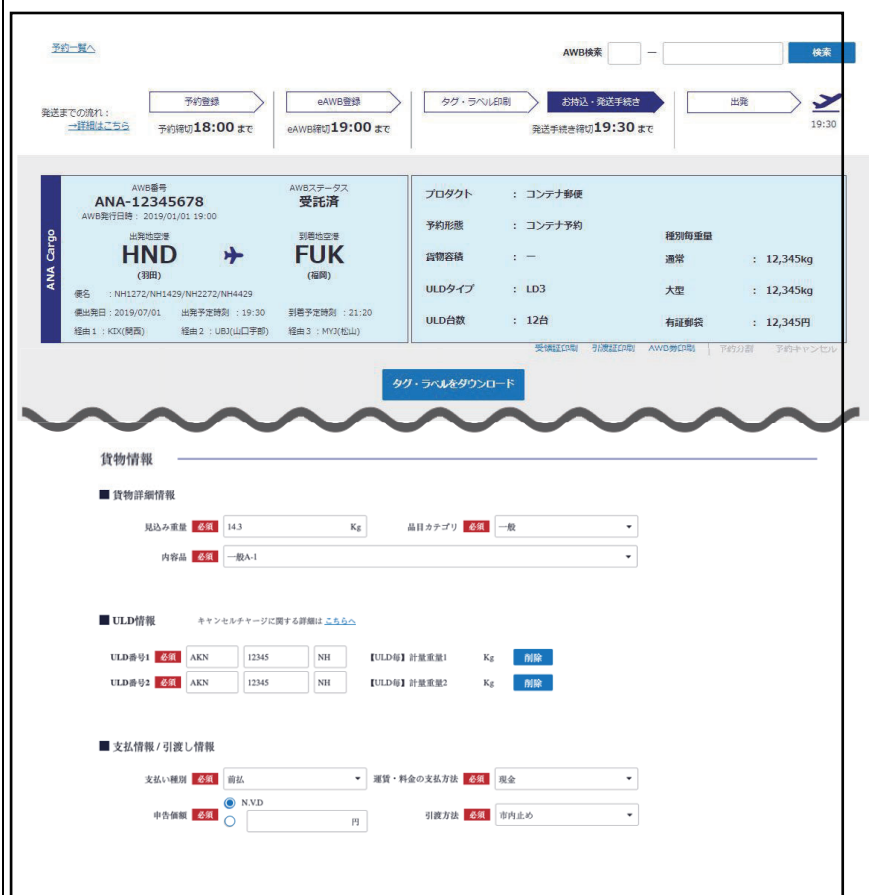 予約一覧へ
AWB検索 — 検索
発送までの流れ：
→詳細はこちら
予約登録
予約締切18:00 まで
eAWB登録
eAWB締切19:00 まで
タグ・ラベル印刷
お持込・発送手続き
発送手続き締切19:30 まで
出発
19:30
ANA Cargo
AWB番号
ANA-12345678
AWB発行日時： 2019/01/01 19:00
AWBステータス
受託済
出発地空港
HND
(羽田)
到着地空港
FUK
(福岡)
便名 ：NH1272/NH1429/NH2272/NH4429
便出発日：2019/07/01 出発予定時刻 ：19:30 到着予定時刻 ：21:20
経由1 ：KIX(関西) 経由2 ：UBJ(山口宇部) 経由3 ：MYJ(松山)
プロダクト ： コンテナ郵便
予約形態 ： コンテナ予約
貨物容積 ： —
ULDタイプ ： LD3
ULD台数 ： 12台
種別毎重量
通常 ： 12,345kg
大型 ： 12,345kg
有証郵袋 ： 12,345円
受領証印刷 引渡証印刷 AWB券印刷 予約分割 予約キャンセル
タグ・ラベルをダウンロード
貨物情報
■ 貨物詳細情報
見込み重量 必須 14.3 Kg 品目カテゴリ 必須 一般
内容品 必須 一般A-1
■ ULD情報 キャンセルチャージに関する詳細は こちらへ
ULD番号1 必須 AKN 12345 NH 【ULD毎】計量重量1 Kg 削除
ULD番号2 必須 AKN 12345 NH 【ULD毎】計量重量2 Kg 削除
■ 支払情報 / 引渡し情報
支払い種別 必須 前払 運賃・料金の支払方法 必須 現金
申告価額 必須 N.V.D
円
引渡方法 必須 市内止め